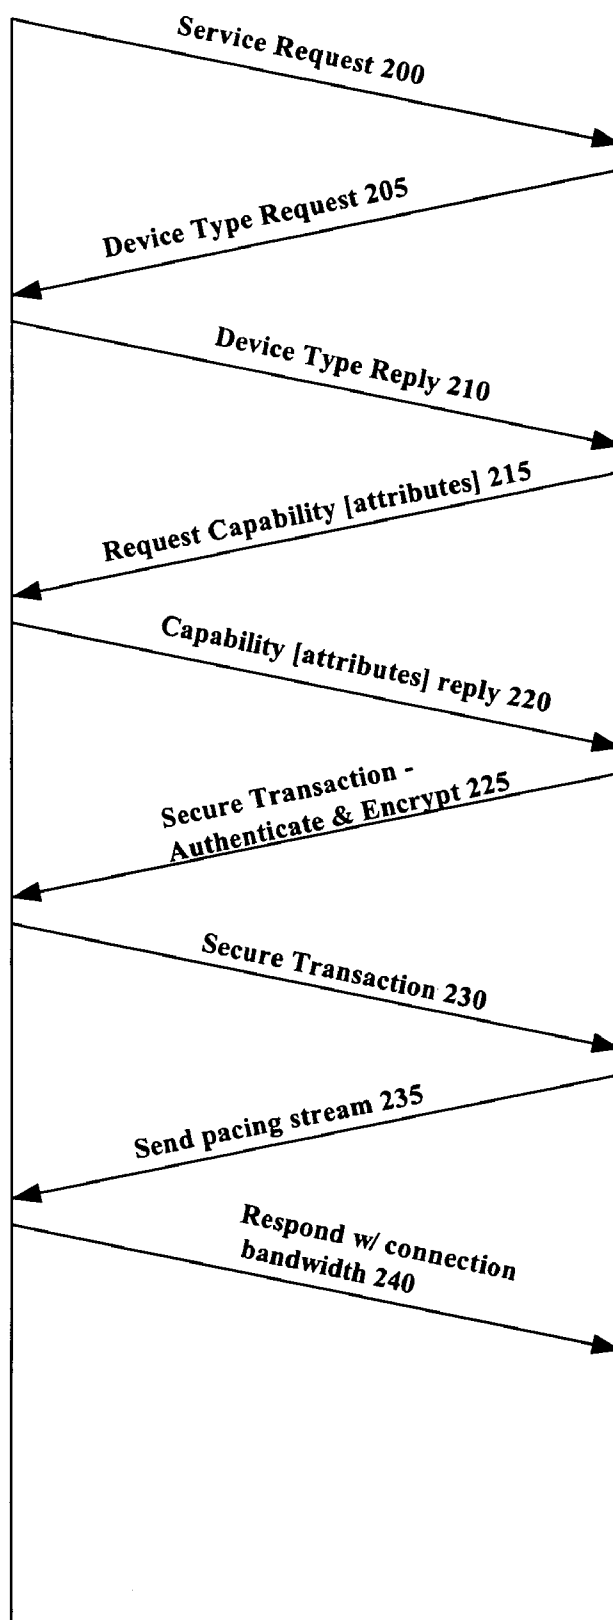 Service Request 200
Device Type Request 205
Device Type Reply 210
Request Capability [attributes] 215
Capability [attributes] reply 220
Secure Transaction -
Authenticate & Encrypt 225
Secure Transaction 230
Send pacing stream 235
Respond w/ connection
bandwidth 240